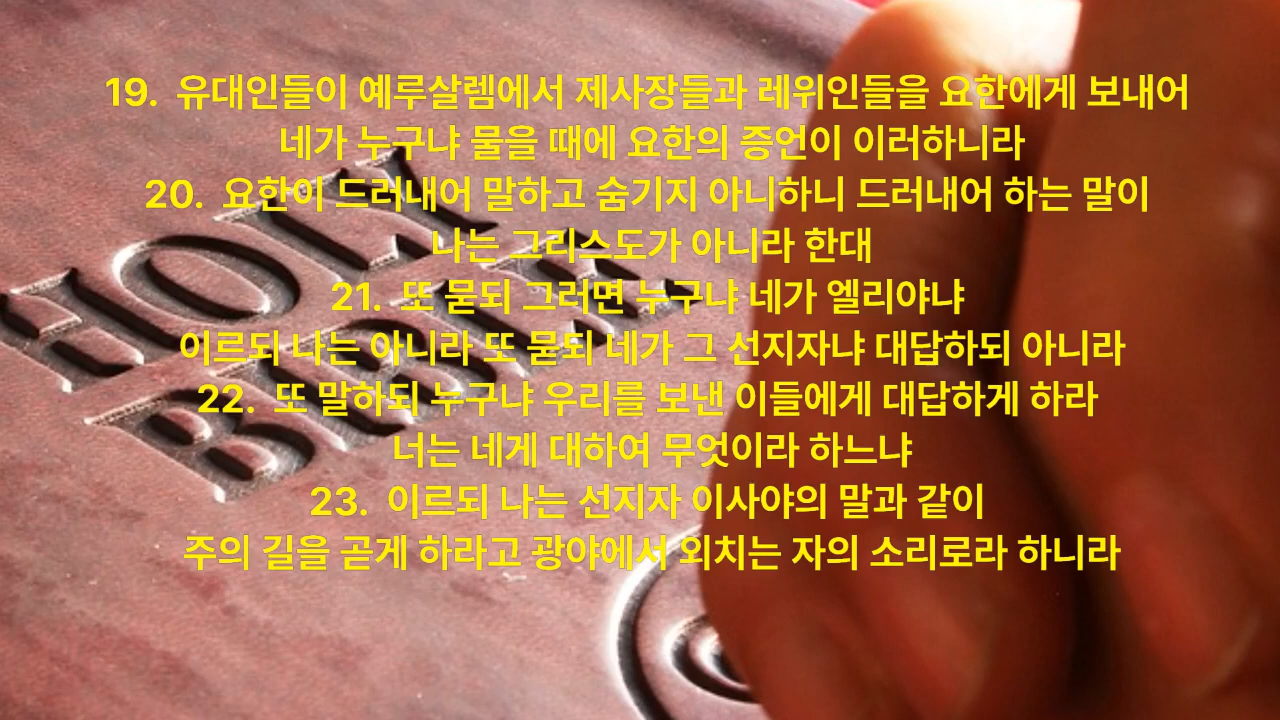 19. 유대인들이 예루살렘에서 제사장들과 레위인들을 요한에게 보내어
네가 누구냐 물을 때에 요한의 증언이 이러하니라
20. 요한이 드러내어 말하고 숨기지 아니하니 드러내어 하는 말이
나는 그리스도가 아니라 한대
21. 또 묻되 그러면 누구냐 네가 엘리야냐
이르되 나는 아니라 또 묻되 네가 그 선지자냐 대답하되 아니라
22. 또 말하되 누구냐 우리를 보낸 이들에게 대답하게 하라
너는 네게 대하여 무엇이라 하느냐
23. 이르되 나는 선지자 이사야의 말과 같이
주의 길을 곧게 하라고 광야에서 외치는 자의 소리로라 하니라
HOLY
BIBLE